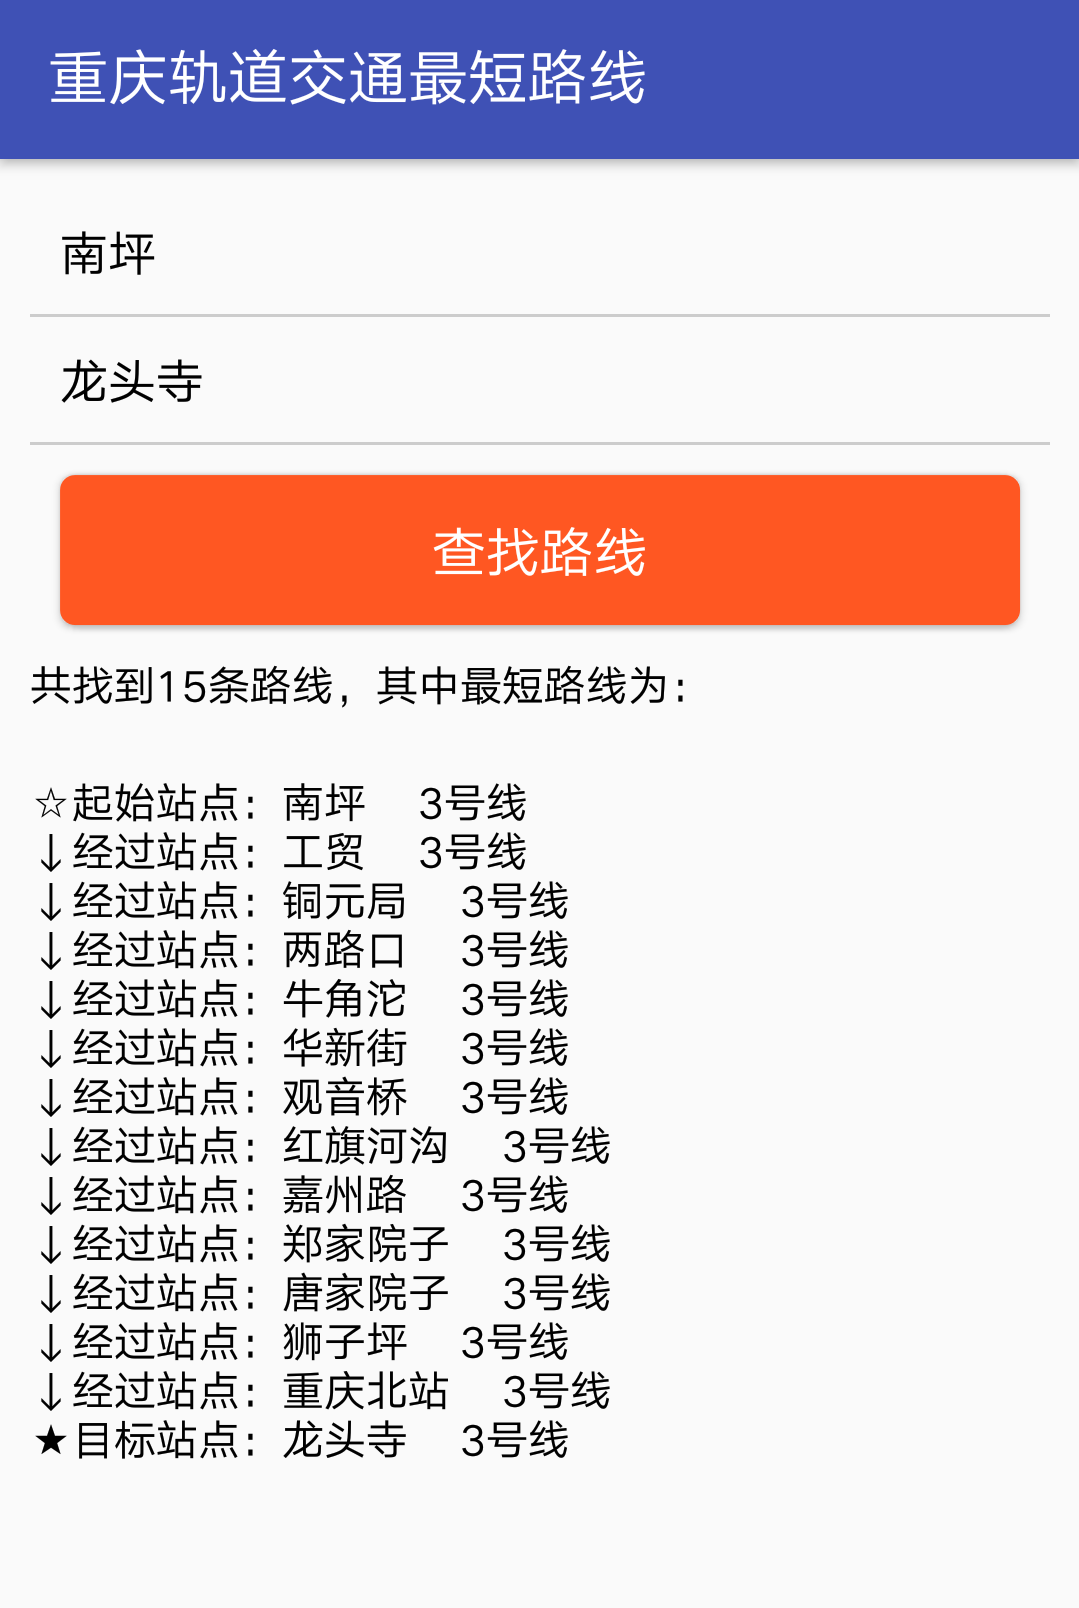 重庆轨道交通最短路线
南坪
龙头寺
查找路线
共找到15条路线，其中最短路线为：
☆起始站点：南坪 3号线
↓经过站点：工贸 3号线
↓经过站点：铜元局 3号线
↓经过站点：两路口 3号线
↓经过站点：牛角沱 3号线
↓经过站点：华新街 3号线
↓经过站点：观音桥 3号线
↓经过站点：红旗河沟 3号线
↓经过站点：嘉州路 3号线
↓经过站点：郑家院子 3号线
↓经过站点：唐家院子 3号线
↓经过站点：狮子坪 3号线
↓经过站点：重庆北站 3号线
★目标站点：龙头寺 3号线